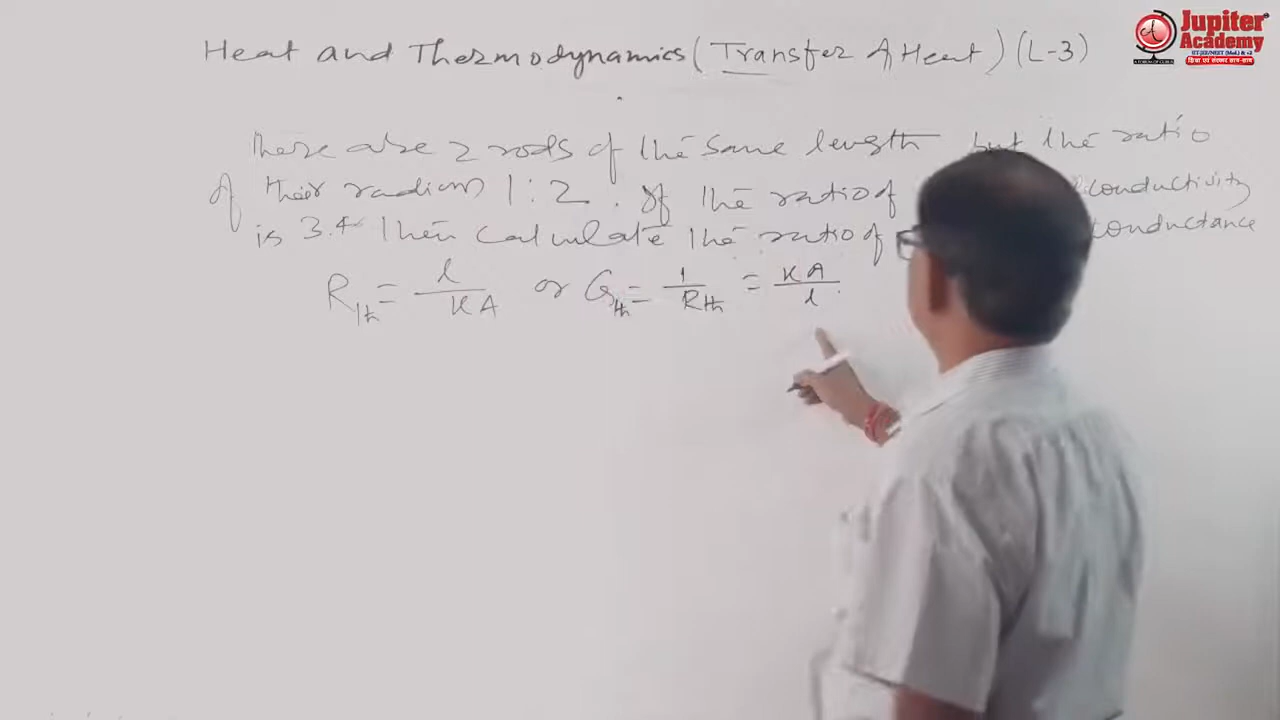 Heat and Thermodynamics (Transfer of Heat) (L-3)
Jupiter
Academy
There are 2 rods of the same length but the ratio
of their radius 1:2. If the ratio of conductivity
is 3:4 then calculate the ratio of conductance
R_th = l / KA or G_th = 1 / R_th = KA / l